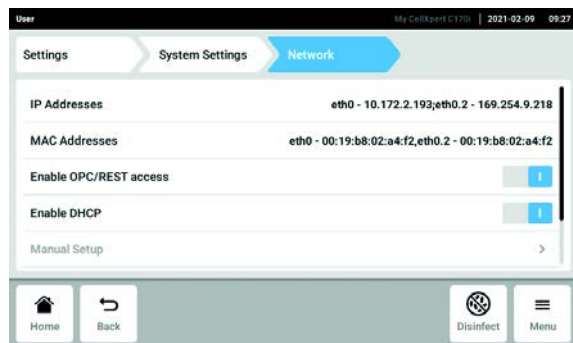 User My CellXpert C170i | 2021-02-09 09:27
Settings System Settings Network
IP Addresses eth0 - 10.172.2.193;eth0.2 - 169.254.9.218
MAC Addresses eth0 - 00:19:b8:02:a4:f2,eth0.2 - 00:19:b8:02:a4:f2
Enable OPC/REST access
Enable DHCP
Manual Setup
Home Back Disinfect Menu